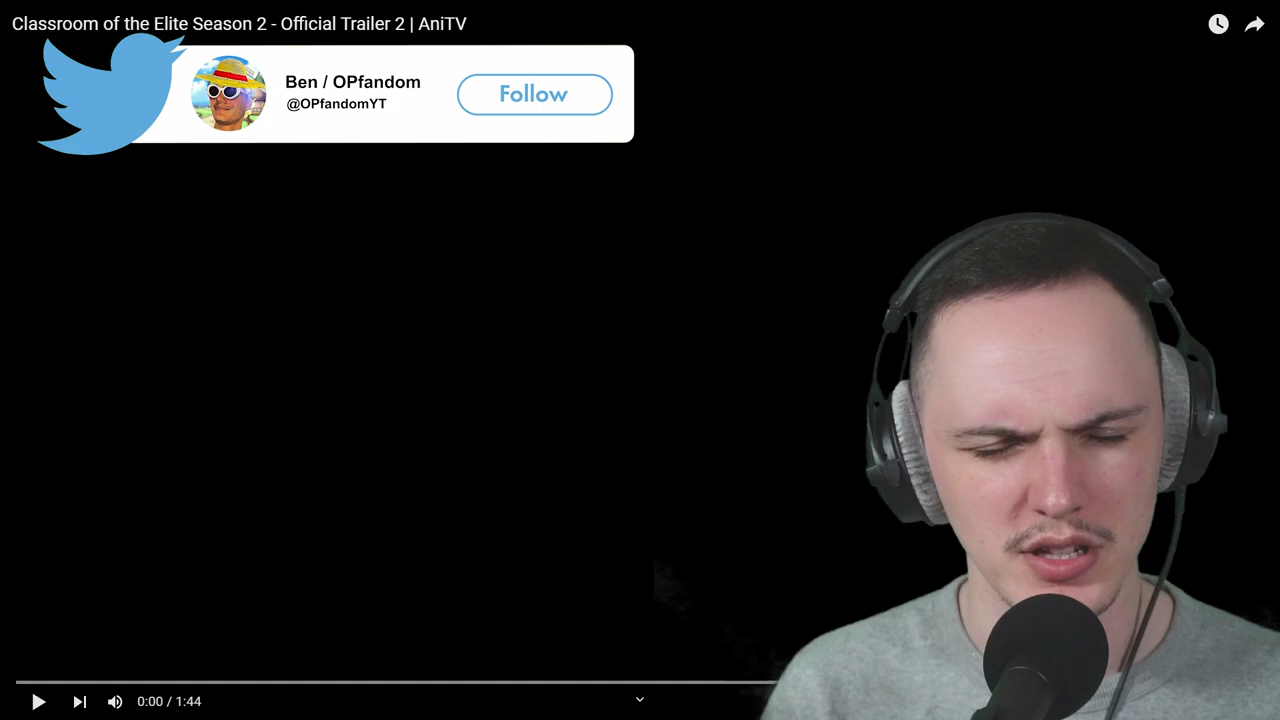 Classroom of the Elite Season 2 - Official Trailer 2 | AniTV
Ben / OPfandom
@OPfandomYT
Follow
0:00 / 1:44